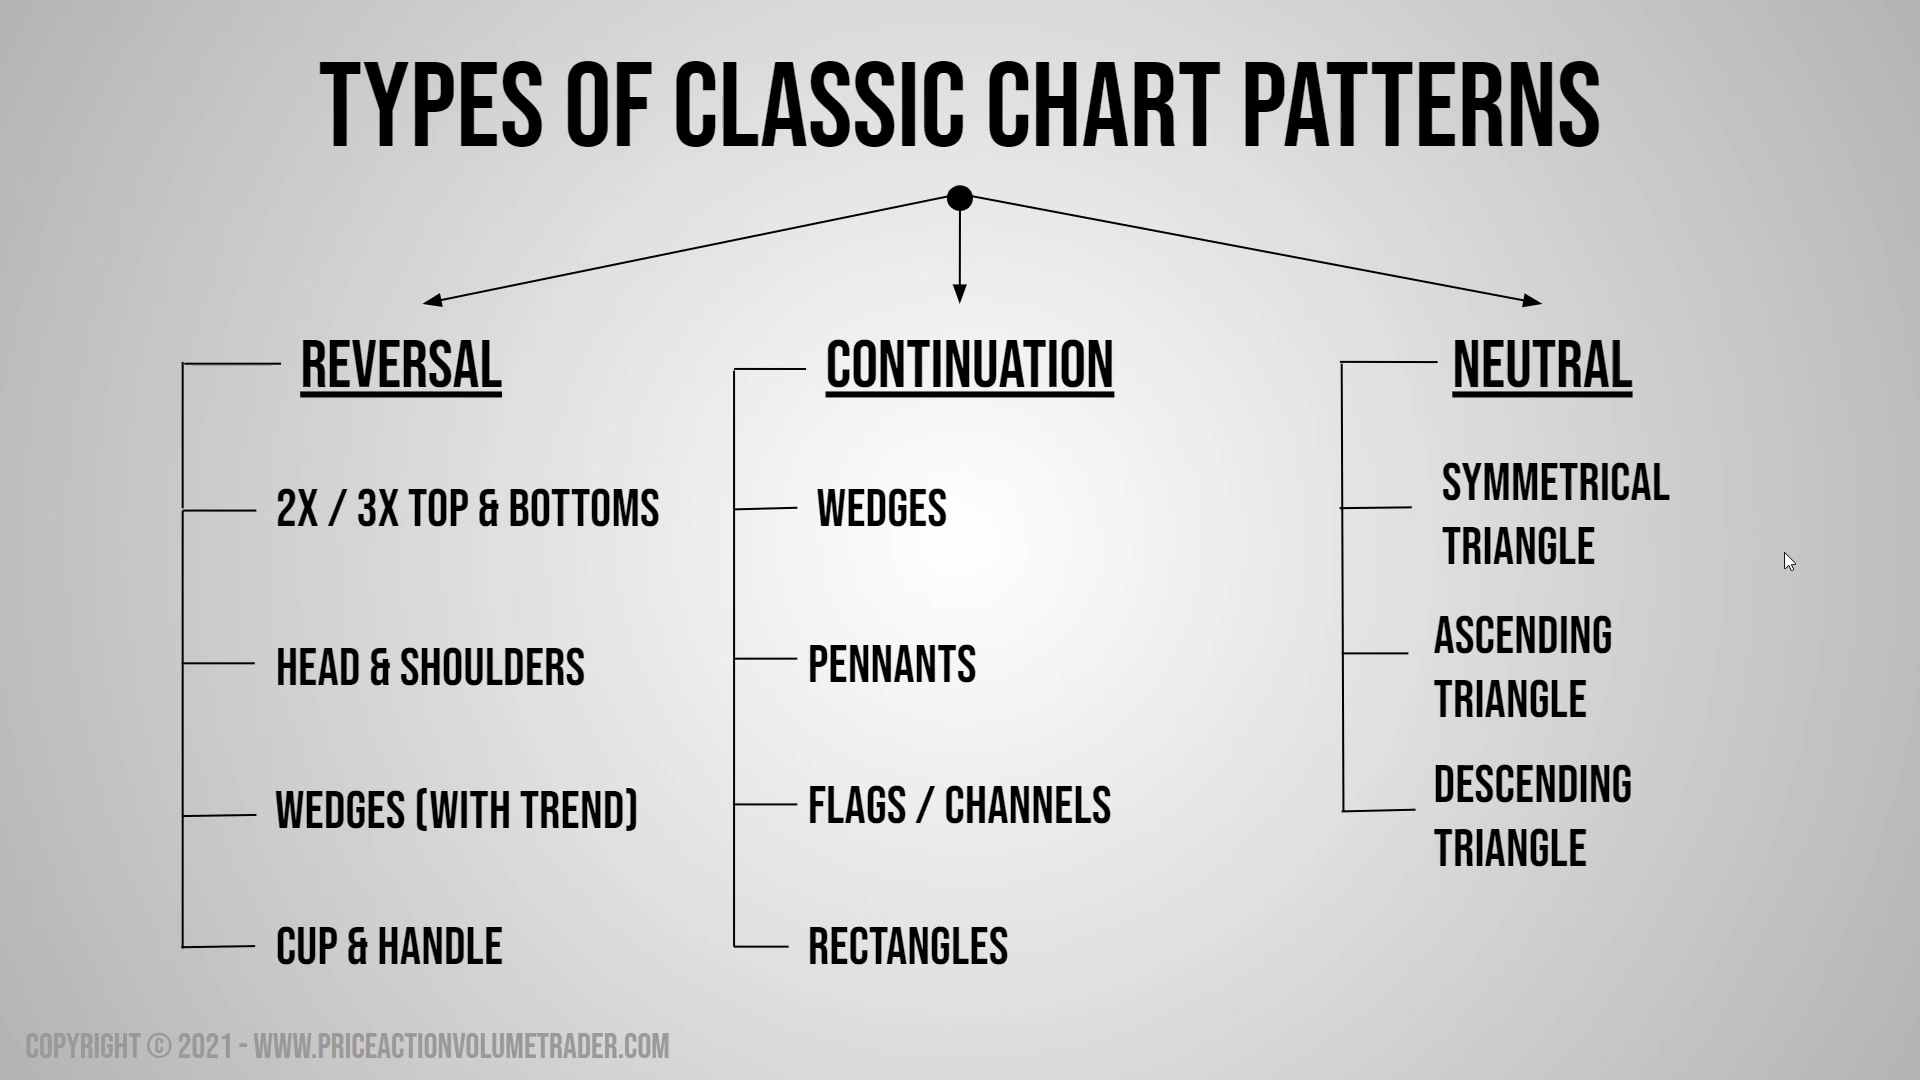 TYPES OF CLASSIC CHART PATTERNS
REVERSAL
2X / 3X TOP & BOTTOMS
HEAD & SHOULDERS
WEDGES (WITH TREND)
CUP & HANDLE
CONTINUATION
WEDGES
PENNANTS
FLAGS / CHANNELS
RECTANGLES
NEUTRAL
SYMMETRICAL
TRIANGLE
ASCENDING
TRIANGLE
DESCENDING
TRIANGLE
COPYRIGHT © 2021 - WWW.PRICEACTIONVOLUMETRADER.COM